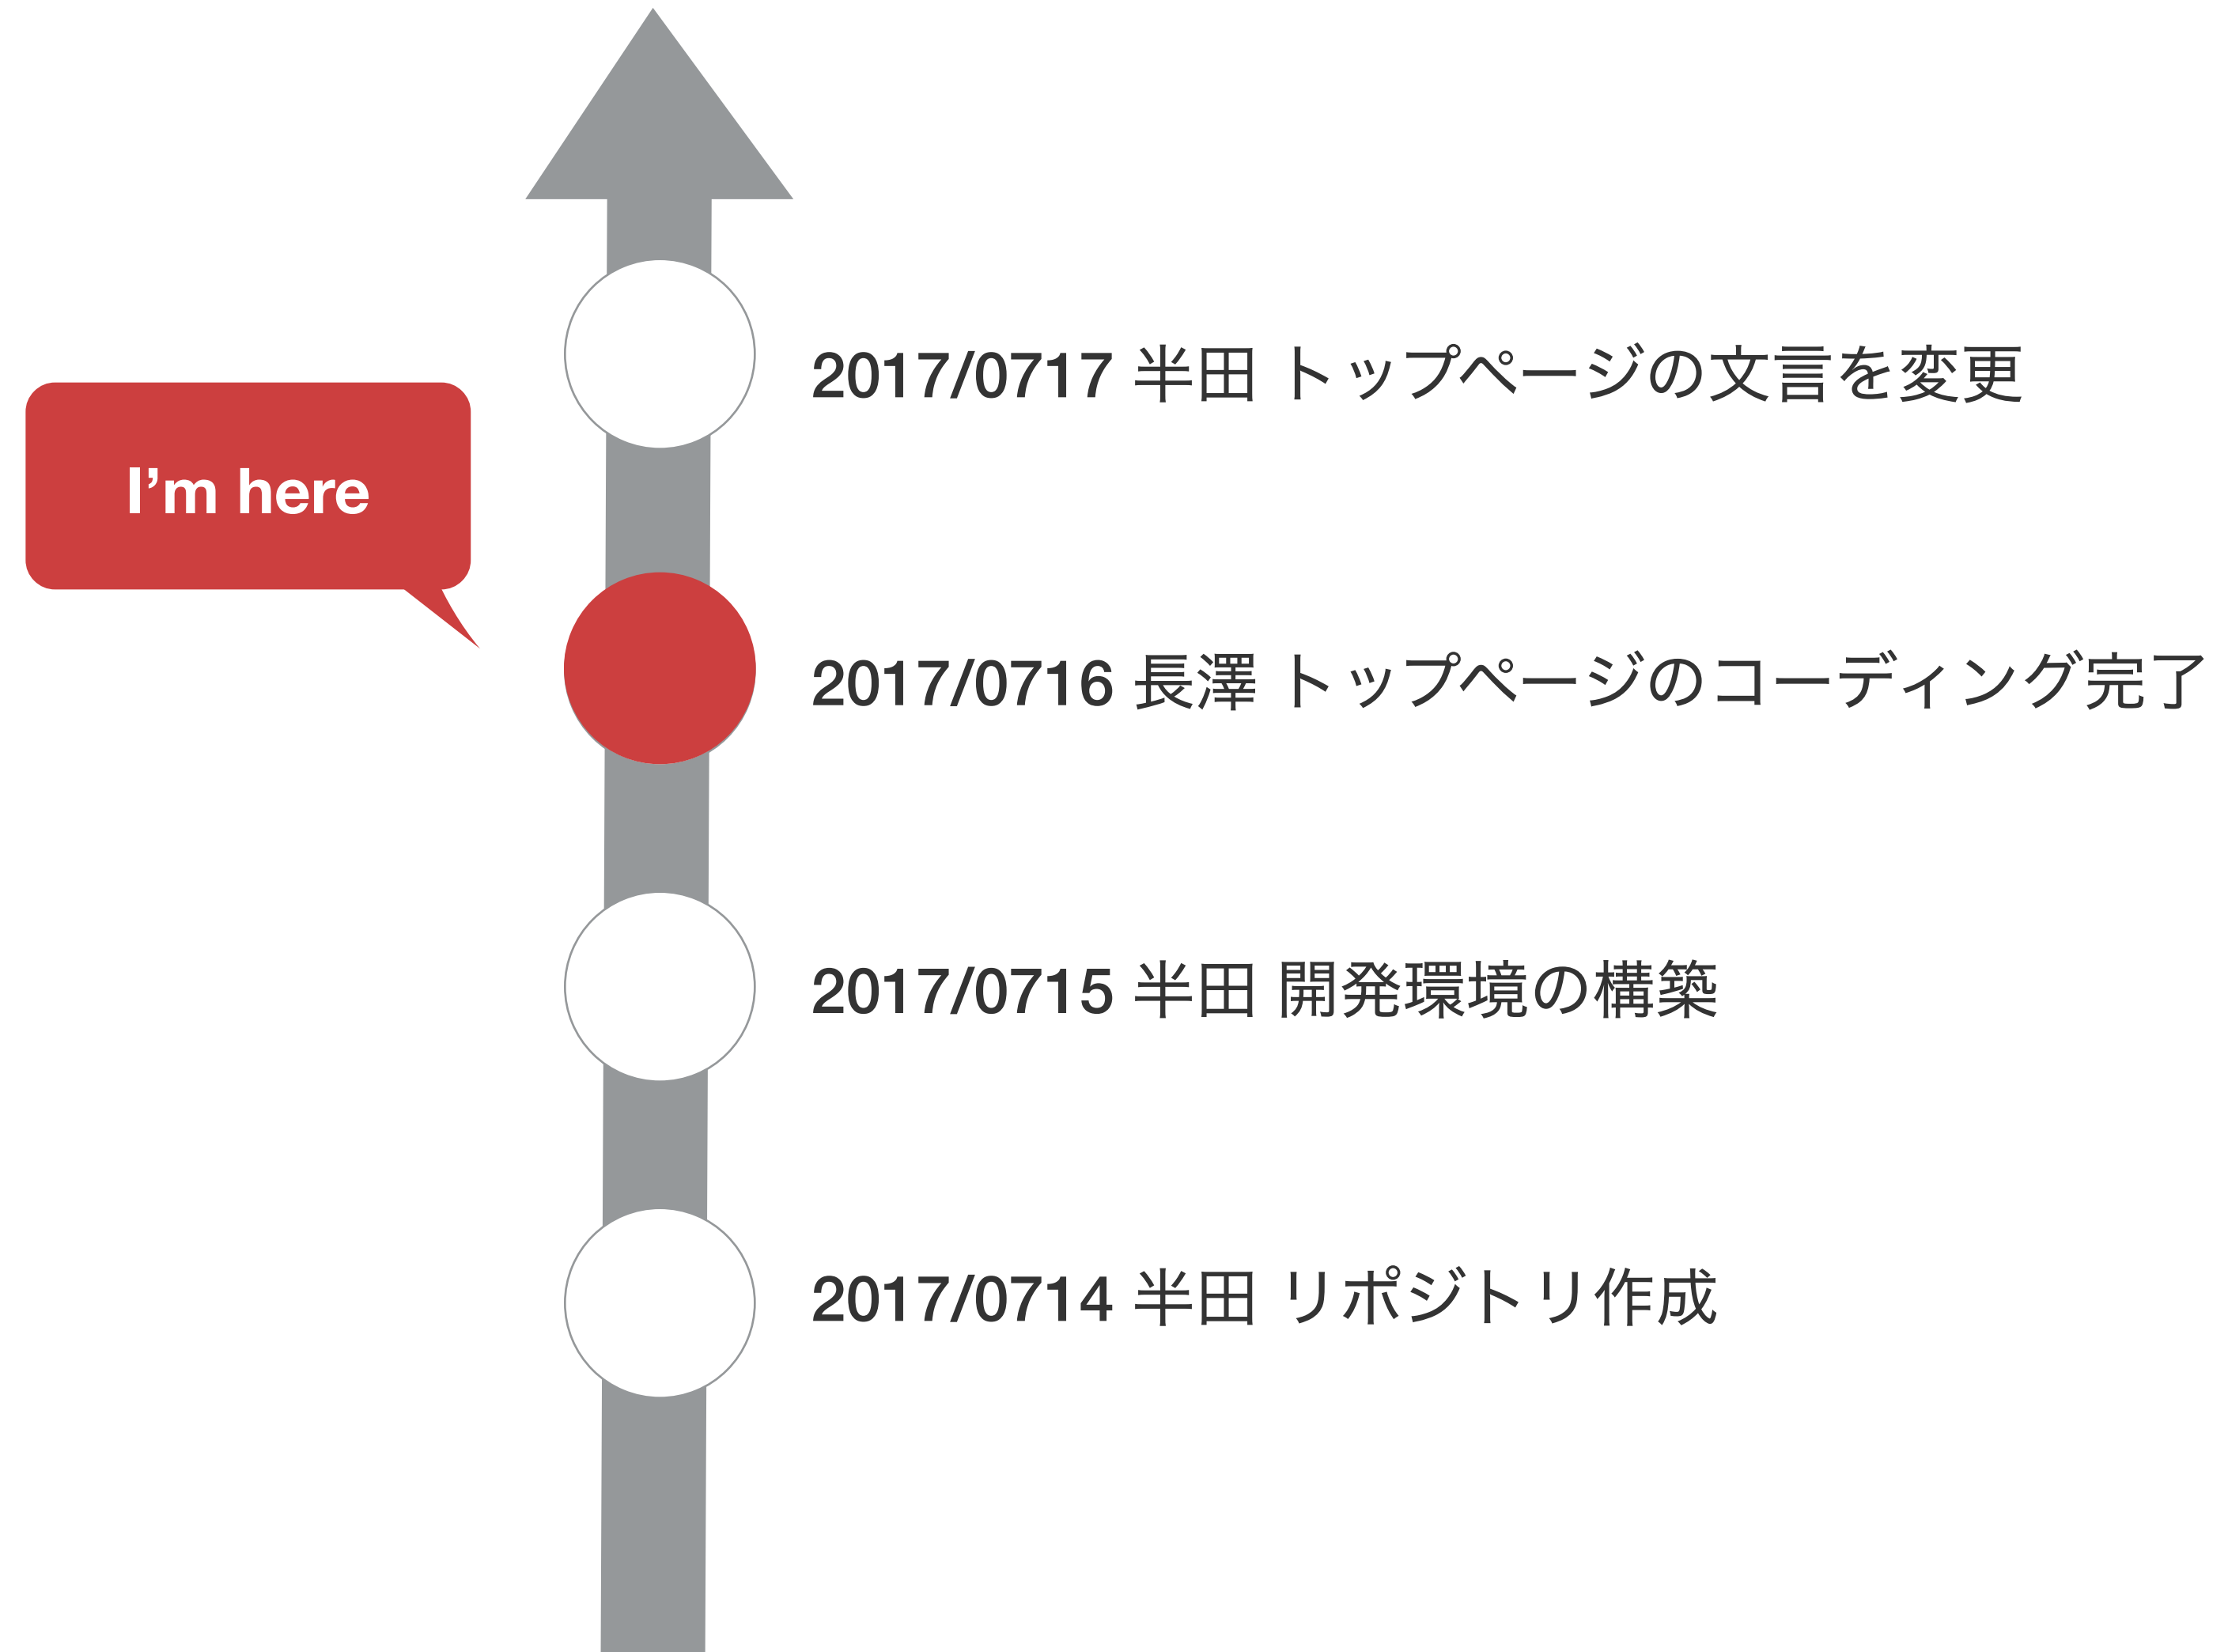 2017/0717 半田 トップページの文言を変更
I’m here
2017/0716 長澤 トップページのコーディング完了
2017/0715 半田 開発環境の構築
2017/0714 半田 リポジトリ作成